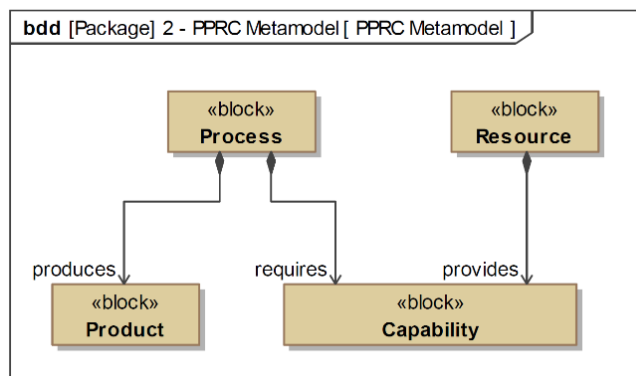 bdd [Package] 2 - PPRC Metamodel [ PPRC Metamodel ]
«block»
Process
«block»
Resource
produces
requires
provides
«block»
Product
«block»
Capability